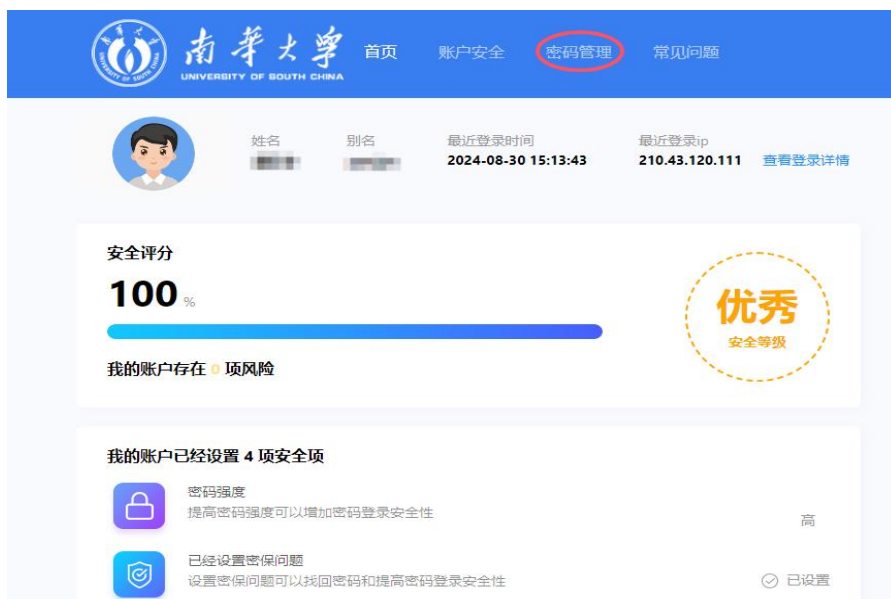 南华大学
UNIVERSITY OF SOUTH CHINA
首页 账户安全 密码管理 常见问题
姓名 别名 最近登录时间 最近登录ip
2024-08-30 15:13:43 210.43.120.111 查看登录详情
安全评分
100 %
优秀
安全等级
我的账户存在 0 项风险
我的账户已经设置 4 项安全项
密码强度
提高密码强度可以增加密码登录安全性
高
已经设置密保问题
设置密保问题可以找回密码和提高密码登录安全性
已设置